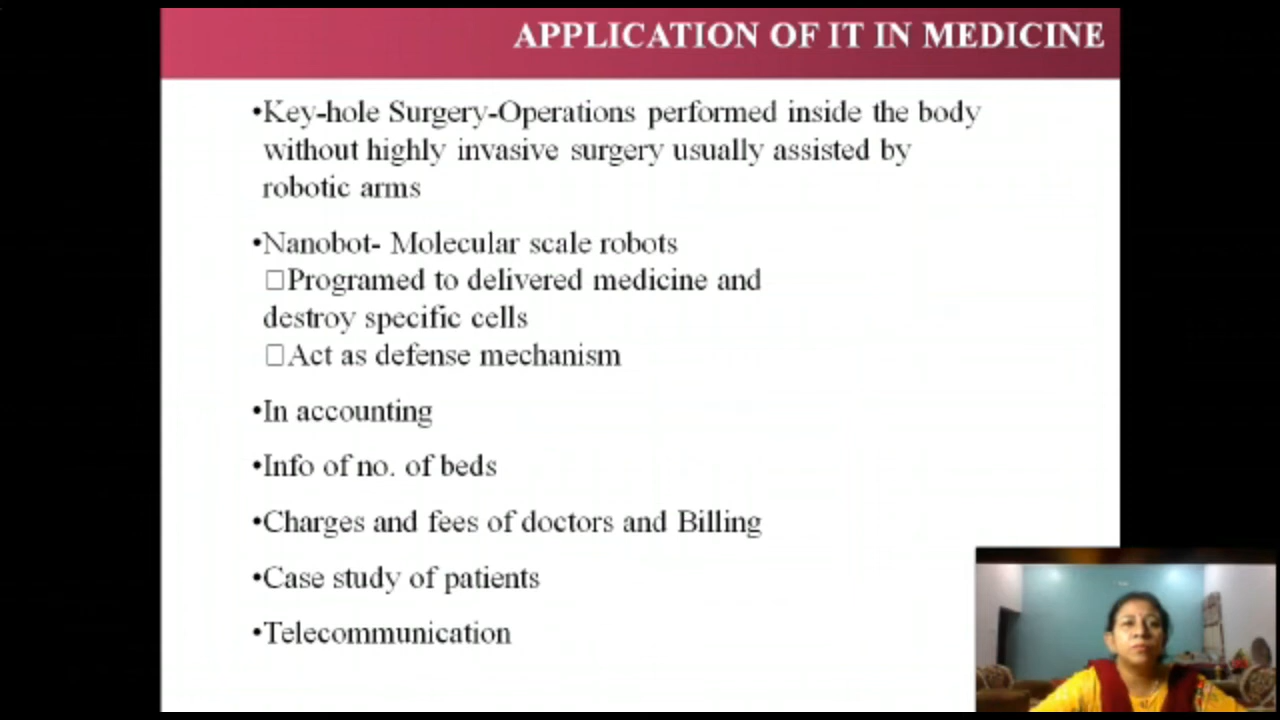 APPLICATION OF IT IN MEDICINE
•Key-hole Surgery-Operations performed inside the body
without highly invasive surgery usually assisted by
robotic arms
•Nanobot- Molecular scale robots
□Programed to delivered medicine and
destroy specific cells
□Act as defense mechanism
•In accounting
•Info of no. of beds
•Charges and fees of doctors and Billing
•Case study of patients
•Telecommunication